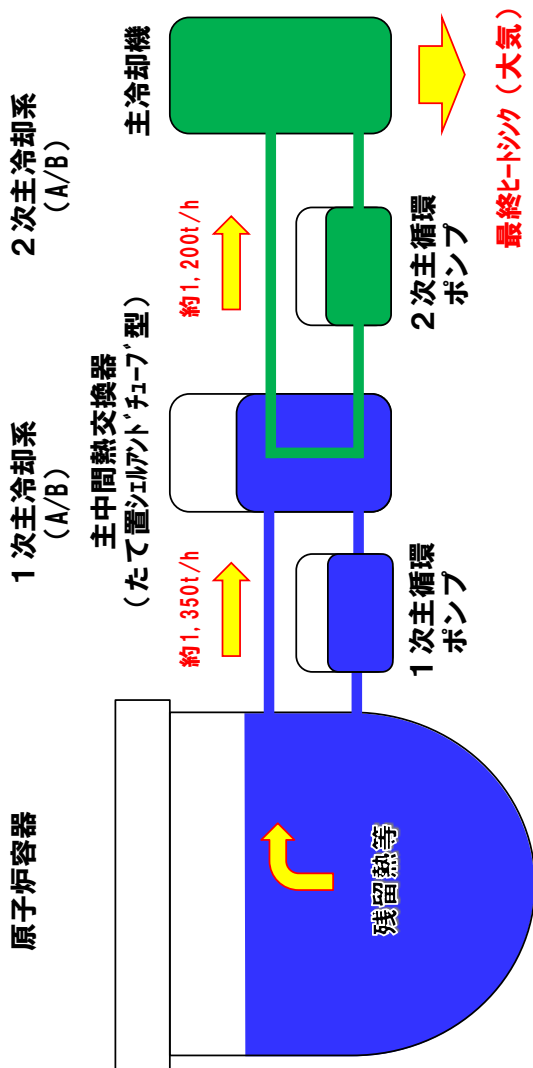 原子炉容器
1次主冷却系
(A/B)
2次主冷却系
(A/B)
主中間熱交換器
(たて置シェルアンドチューブ型)
主冷却機
約1,350t/h
約1,200t/h
残留熱等
1次主循環
ポンプ
2次主循環
ポンプ
最終ヒートシンク(大気)